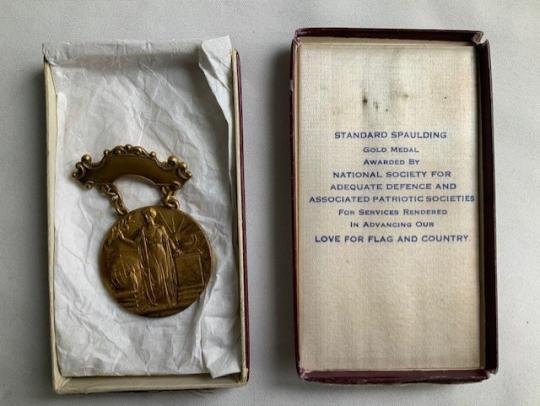 STANDARD SPAULDING
GOLD MEDAL
AWARDED BY
NATIONAL SOCIETY FOR
ADEQUATE DEFENCE AND
ASSOCIATED PATRIOTIC SOCIETIES
FOR SERVICES RENDERED
IN ADVANCING OUR
LOVE FOR FLAG AND COUNTRY.